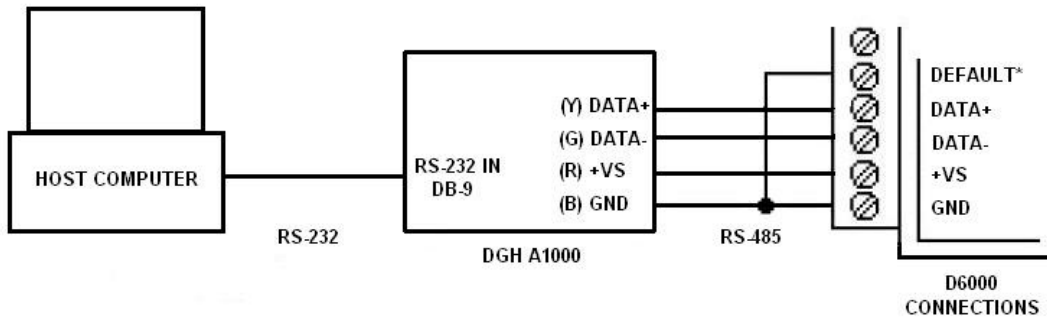 HOST COMPUTER
RS-232
RS-232 IN
DB-9
(Y) DATA+
(G) DATA-
(R) +VS
(B) GND
DGH A1000
RS-485
DEFAULT*
DATA+
DATA-
+VS
GND
D6000
CONNECTIONS